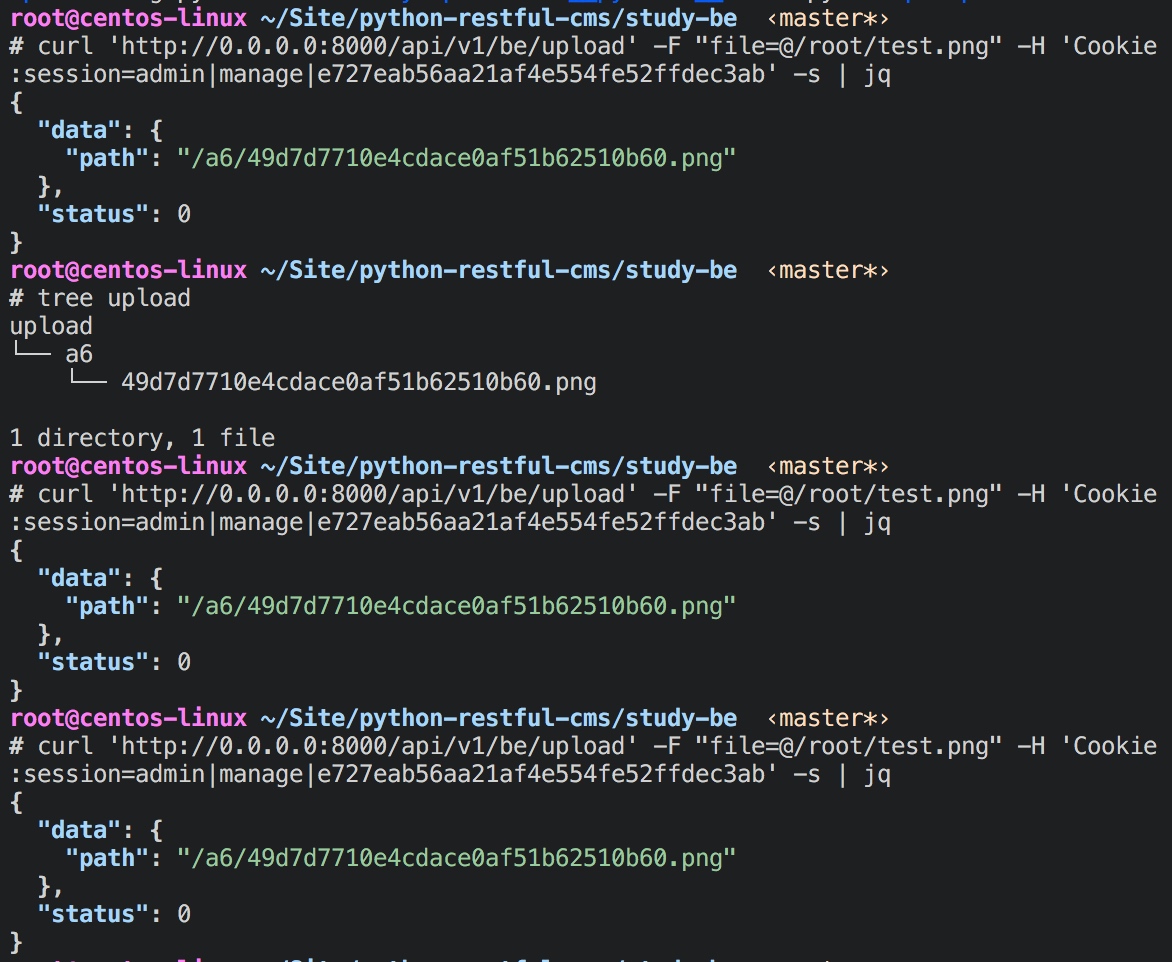 root@centos-linux ~/Site/python-restful-cms/study-be ‹master*›
# curl 'http://0.0.0.0:8000/api/v1/be/upload' -F "file=@/root/test.png" -H 'Cookie
:session=admin|manage|e727eab56aa21af4e554fe52ffdec3ab' -s | jq
{
  "data": {
    "path": "/a6/49d7d7710e4cdace0af51b62510b60.png"
  },
  "status": 0
}
root@centos-linux ~/Site/python-restful-cms/study-be ‹master*›
# tree upload
upload
└── a6
    └── 49d7d7710e4cdace0af51b62510b60.png

1 directory, 1 file
root@centos-linux ~/Site/python-restful-cms/study-be ‹master*›
# curl 'http://0.0.0.0:8000/api/v1/be/upload' -F "file=@/root/test.png" -H 'Cookie
:session=admin|manage|e727eab56aa21af4e554fe52ffdec3ab' -s | jq
{
  "data": {
    "path": "/a6/49d7d7710e4cdace0af51b62510b60.png"
  },
  "status": 0
}
root@centos-linux ~/Site/python-restful-cms/study-be ‹master*›
# curl 'http://0.0.0.0:8000/api/v1/be/upload' -F "file=@/root/test.png" -H 'Cookie
:session=admin|manage|e727eab56aa21af4e554fe52ffdec3ab' -s | jq
{
  "data": {
    "path": "/a6/49d7d7710e4cdace0af51b62510b60.png"
  },
  "status": 0
}